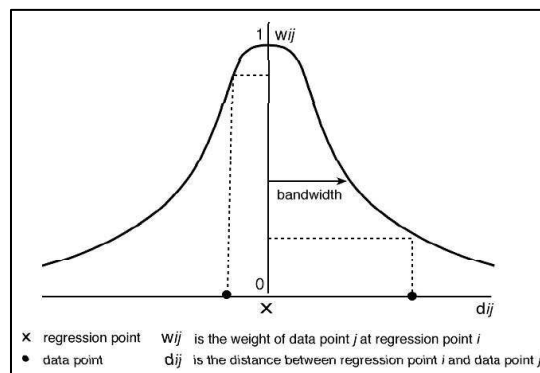 1 wij
bandwidth
0
X dij
× regression point wij is the weight of data point j at regression point i
● data point dij is the distance between regression point i and data point j